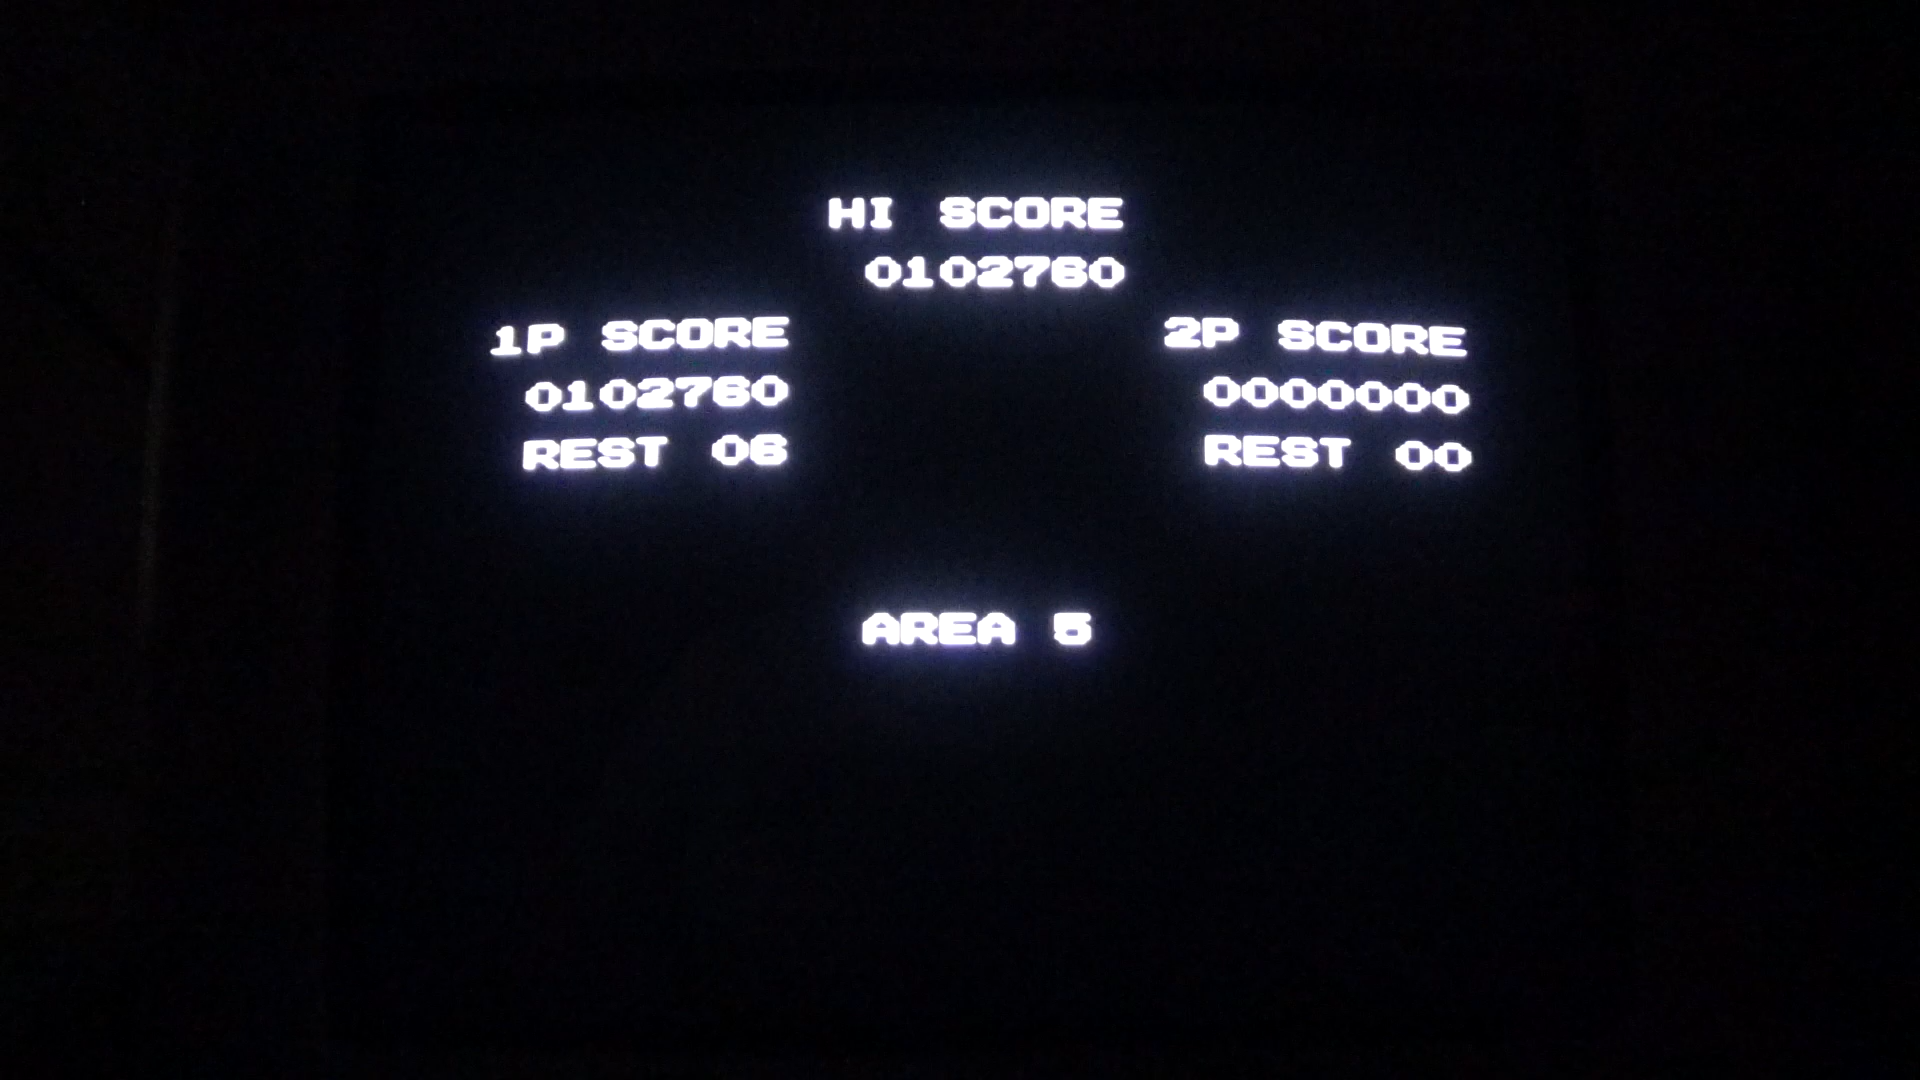 HI SCORE
0102760
1P SCORE
0102760
REST 06
2P SCORE
0000000
REST 00
AREA 5